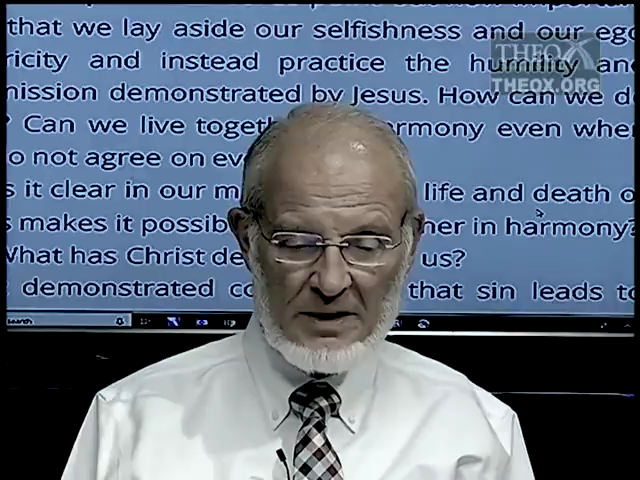 that we lay aside our selfishness and our ego
ricity and instead practice the humility and
mission demonstrated by Jesus. How can we d
? Can we live togeth ermony even whe
o not agree on ev
s it clear in our m life and death o
s makes it possib her in harmony?
What has Christ de us?
demonstrated co that sin leads to
THEOX
THEOX.ORG
search